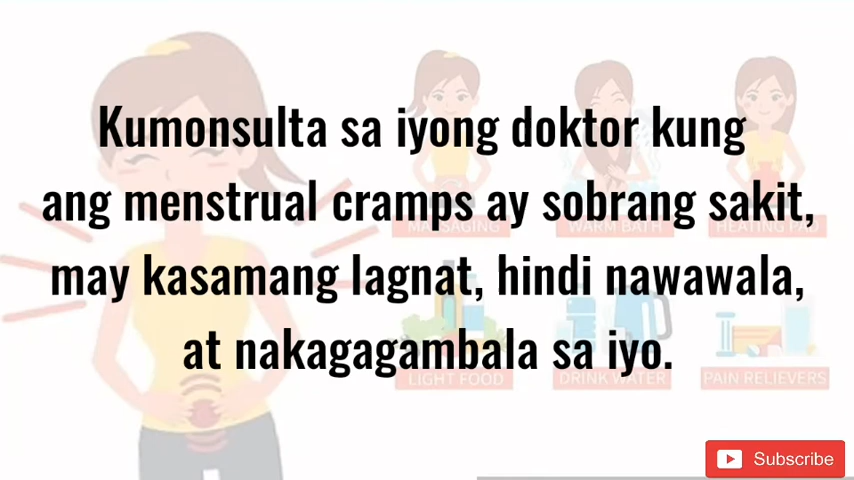 Kumonsulta sa iyong doktor kung
ang menstrual cramps ay sobrang sakit,
may kasamang lagnat, hindi nawawala,
at nakagagambala sa iyo.
MASSAGING
WARM BATH
HEATING PAD
LIGHT FOOD
DRINK WATER
PAIN RELIEVERS
Subscribe